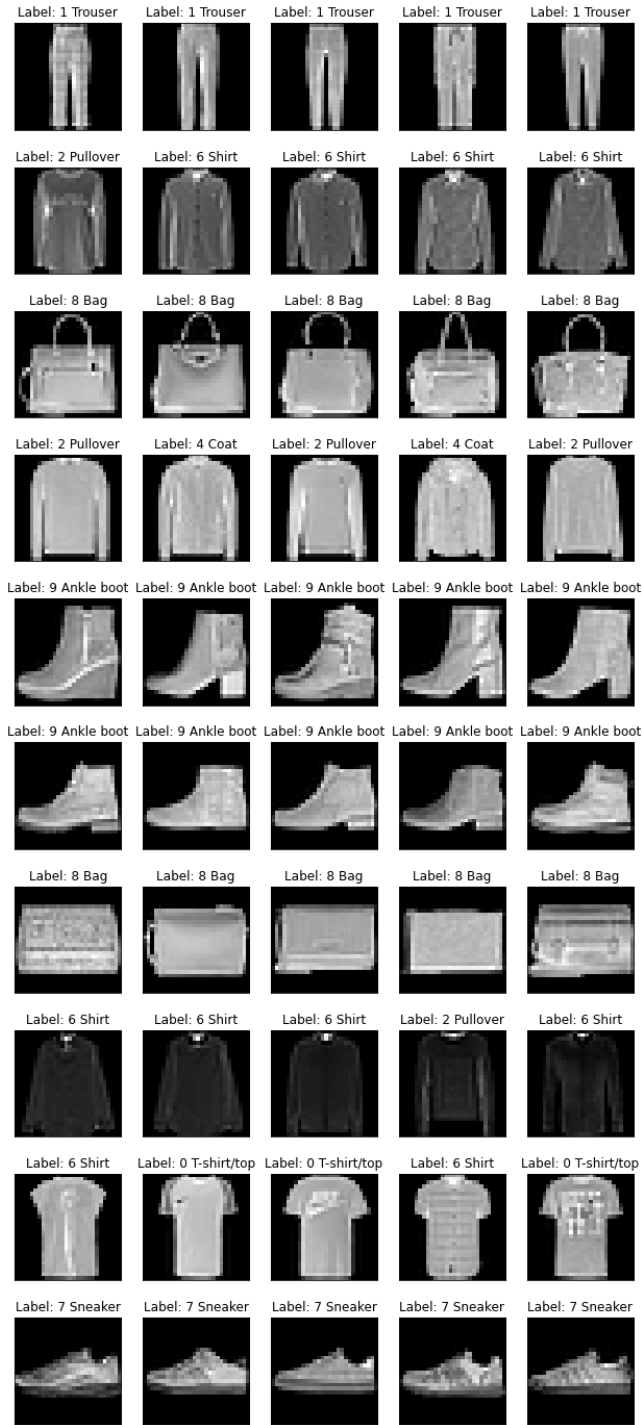 Label: 1 Trouser Label: 1 Trouser Label: 1 Trouser Label: 1 Trouser Label: 1 Trouser
Label: 2 Pullover Label: 6 Shirt Label: 6 Shirt Label: 6 Shirt Label: 6 Shirt
Label: 8 Bag Label: 8 Bag Label: 8 Bag Label: 8 Bag Label: 8 Bag
Label: 2 Pullover Label: 4 Coat Label: 2 Pullover Label: 4 Coat Label: 2 Pullover
Label: 9 Ankle boot Label: 9 Ankle boot Label: 9 Ankle boot Label: 9 Ankle boot Label: 9 Ankle boot
Label: 9 Ankle boot Label: 9 Ankle boot Label: 9 Ankle boot Label: 9 Ankle boot Label: 9 Ankle boot
Label: 8 Bag Label: 8 Bag Label: 8 Bag Label: 8 Bag Label: 8 Bag
Label: 6 Shirt Label: 6 Shirt Label: 6 Shirt Label: 2 Pullover Label: 6 Shirt
Label: 6 Shirt Label: 0 T-shirt/top Label: 0 T-shirt/top Label: 6 Shirt Label: 0 T-shirt/top
Label: 7 Sneaker Label: 7 Sneaker Label: 7 Sneaker Label: 7 Sneaker Label: 7 Sneaker